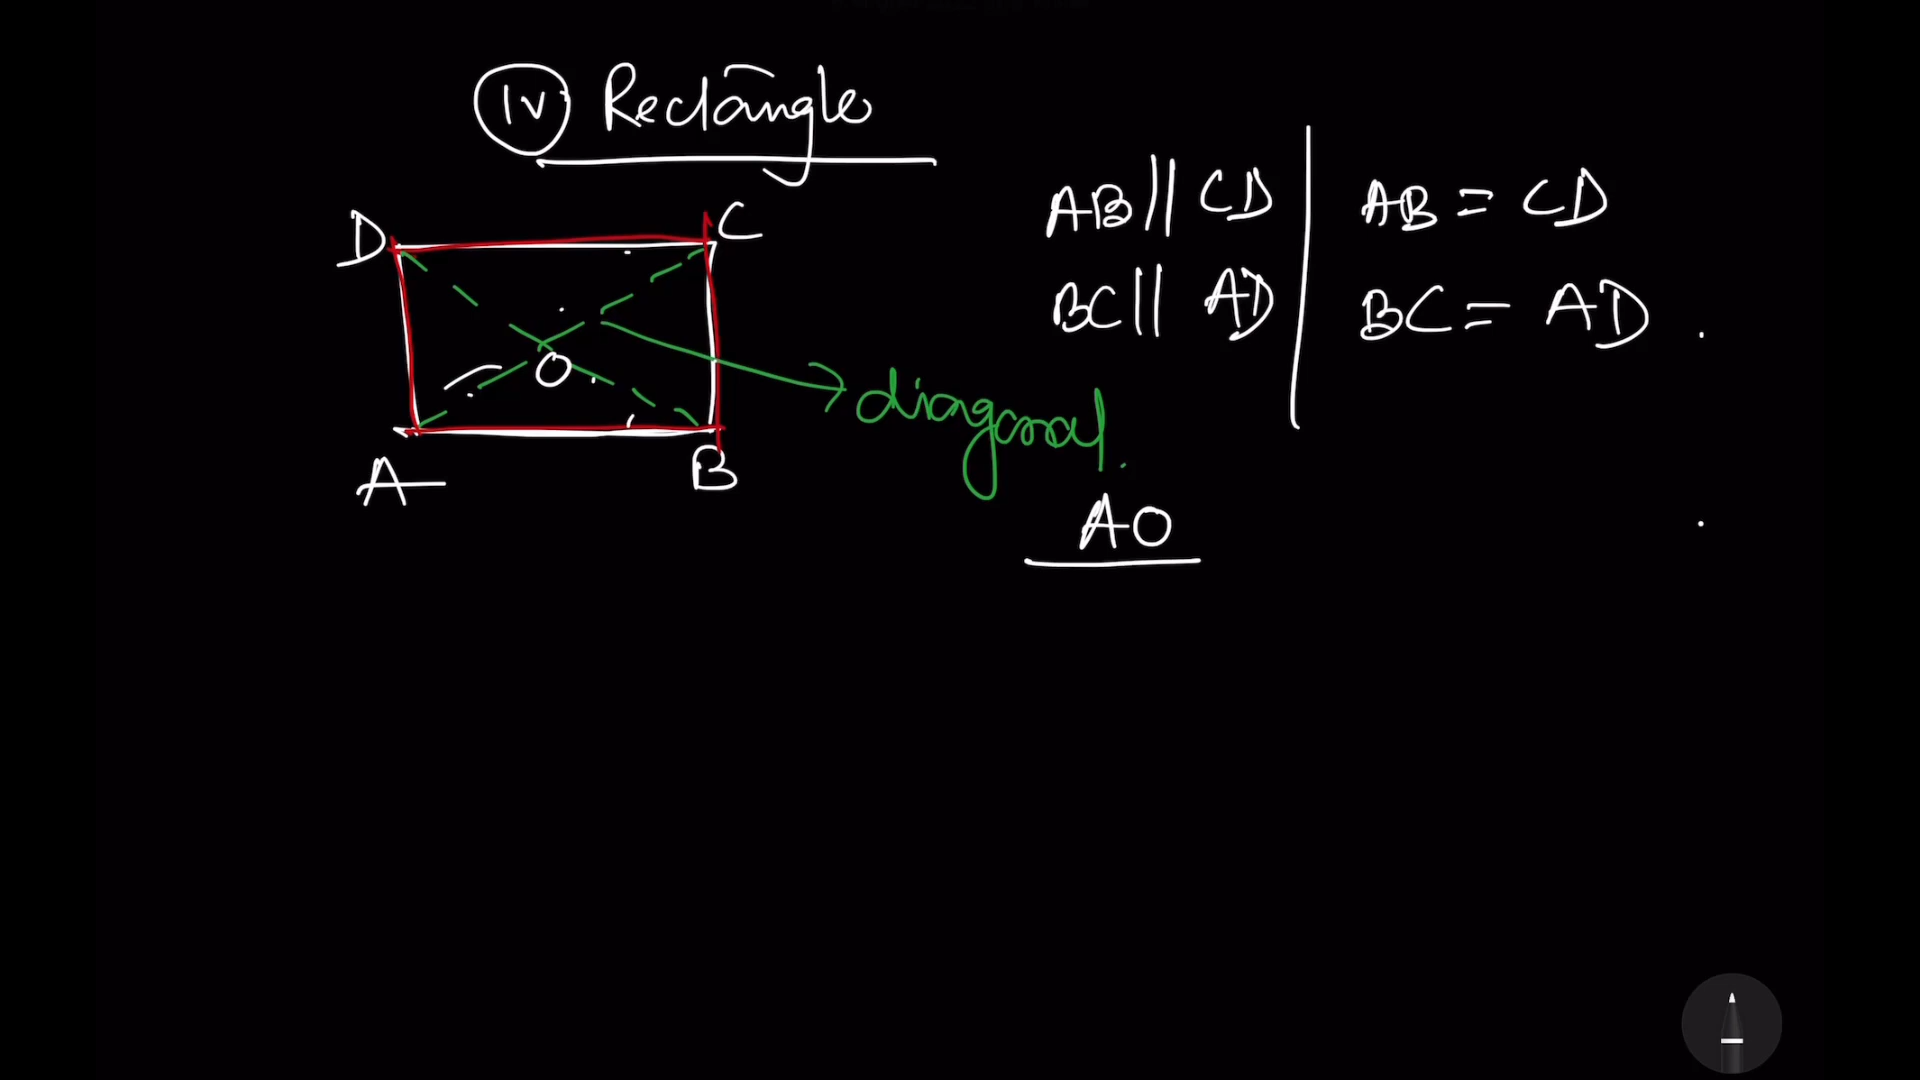 (iv) Rectangle
D C
AB || CD | AB = CD
BC || AD | BC = AD .
O
diagonal.
A B
AO